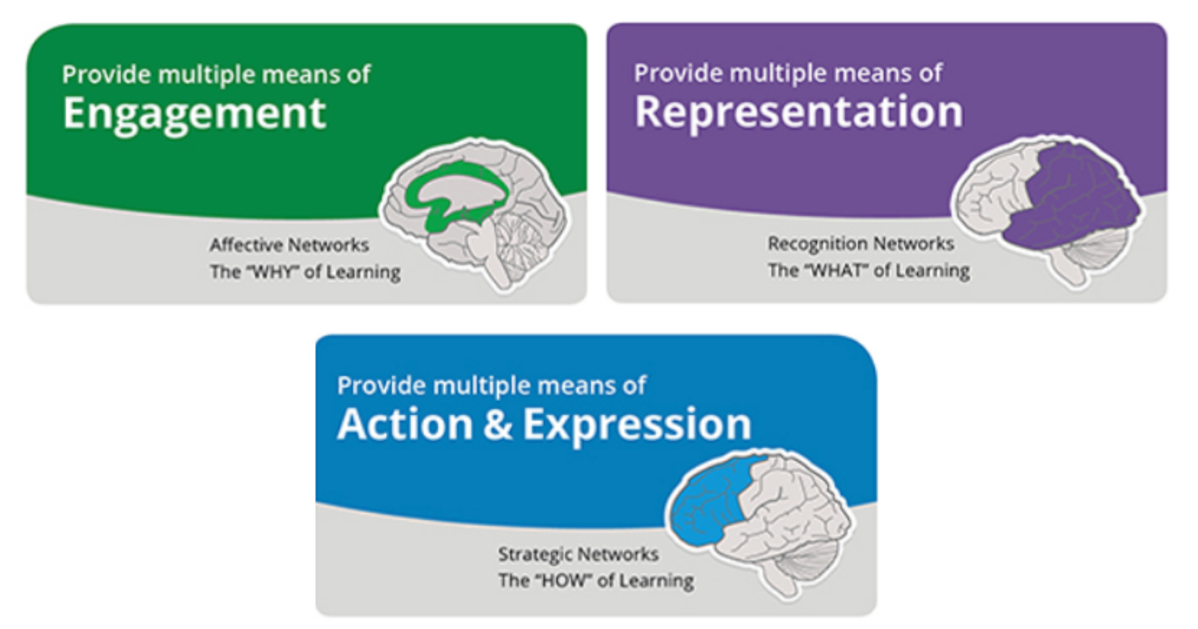 Provide multiple means of
Engagement
Affective Networks
The “WHY” of Learning
Provide multiple means of
Representation
Recognition Networks
The “WHAT” of Learning
Provide multiple means of
Action & Expression
Strategic Networks
The “HOW” of Learning